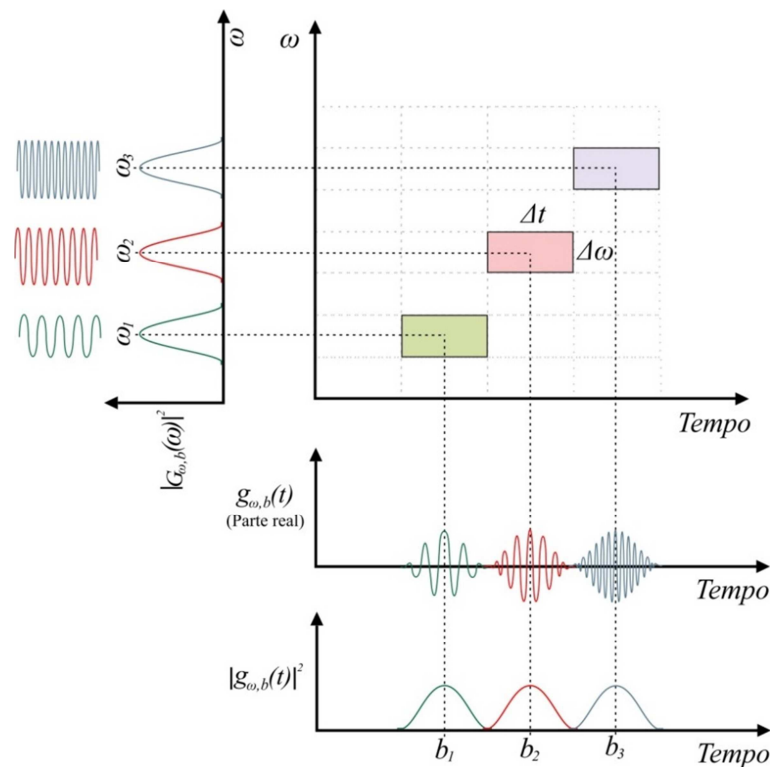 ω
ω
ω₃
ω₂
ω₁
Δt
Δω
|Gω,b(ω)|²
Tempo
gω,b(t)
(Parte real)
Tempo
|gω,b(t)|²
b₁
b₂
b₃
Tempo